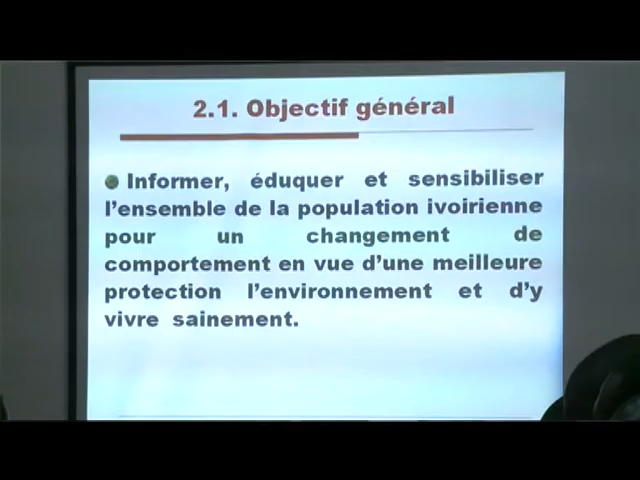 2.1. Objectif général
Informer, éduquer et sensibiliser
l'ensemble de la population ivoirienne
pour un changement de
comportement en vue d'une meilleure
protection l'environnement et d'y
vivre sainement.